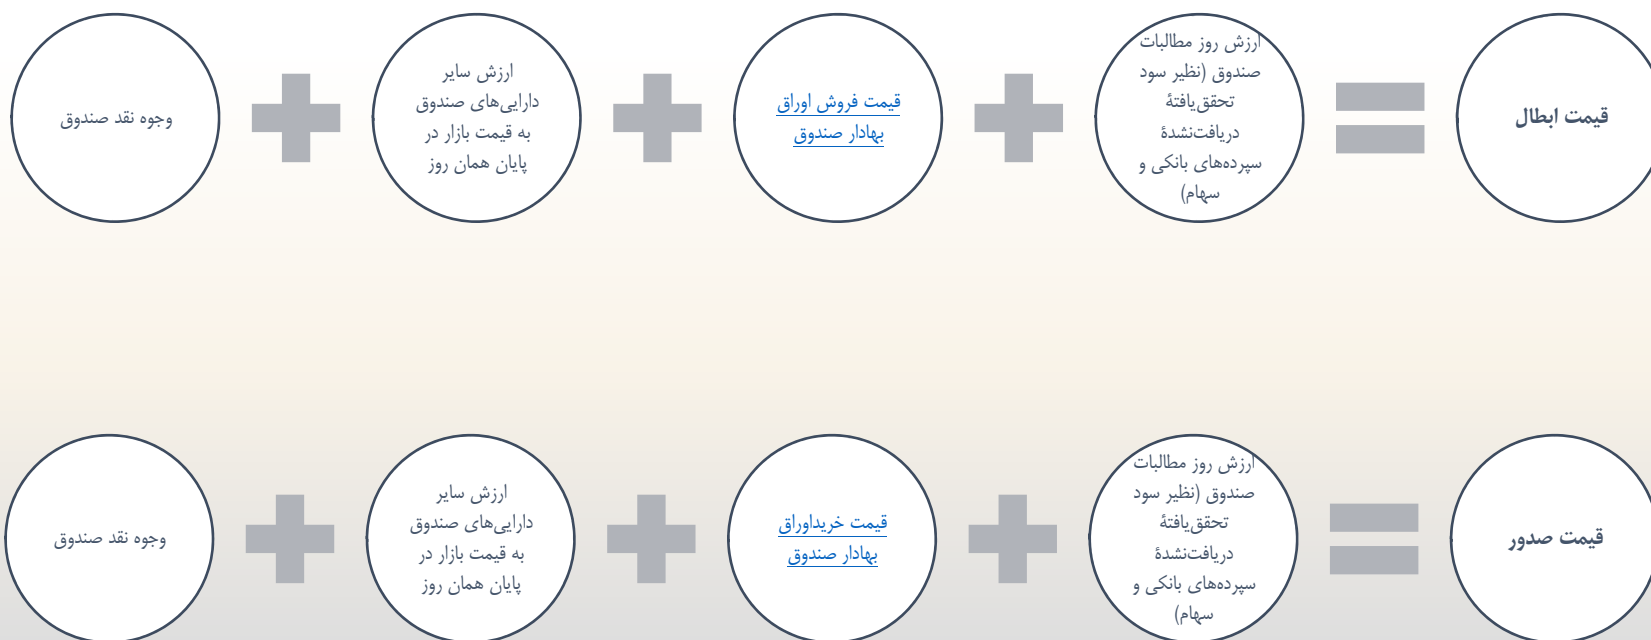 وجوه نقد صندوق
ارزش سایر
دارایی‌های صندوق
به قیمت بازار در
پایان همان روز
قیمت فروش اوراق
بهادار صندوق
ارزش روز مطالبات
صندوق (نظیر سود
تحقق‌یافتهٔ
دریافت‌نشدهٔ
سپرده‌های بانکی و
سهام)
قیمت ابطال
وجوه نقد صندوق
ارزش سایر
دارایی‌های صندوق
به قیمت بازار در
پایان همان روز
قیمت خریداوراق
بهادار صندوق
ارزش روز مطالبات
صندوق (نظیر سود
تحقق‌یافتهٔ
دریافت‌نشدهٔ
سپرده‌های بانکی و
سهام)
قیمت صدور